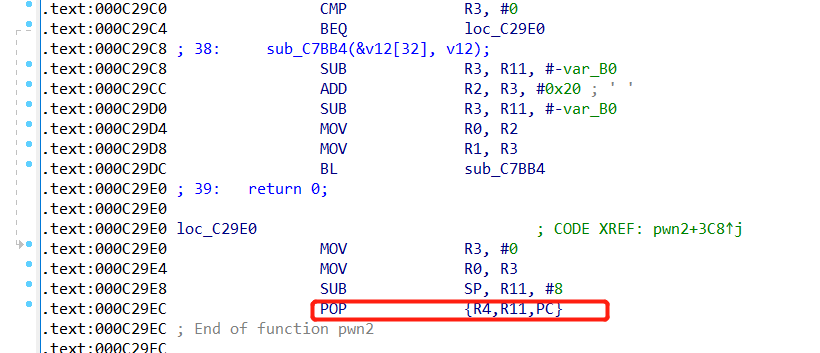 .text:000C29C0 CMP R3, #0
.text:000C29C4 BEQ loc_C29E0
.text:000C29C8 ; 38: sub_C7BB4(&v12[32], v12);
.text:000C29C8 SUB R3, R11, #-var_B0
.text:000C29CC ADD R2, R3, #0x20 ; ' '
.text:000C29D0 SUB R3, R11, #-var_B0
.text:000C29D4 MOV R0, R2
.text:000C29D8 MOV R1, R3
.text:000C29DC BL sub_C7BB4
.text:000C29E0 ; 39: return 0;
.text:000C29E0
.text:000C29E0 loc_C29E0 ; CODE XREF: pwn2+3C8↑j
.text:000C29E0 MOV R3, #0
.text:000C29E4 MOV R0, R3
.text:000C29E8 SUB SP, R11, #8
.text:000C29EC POP {R4,R11,PC}
.text:000C29EC ; End of function pwn2
.text:000C29EC